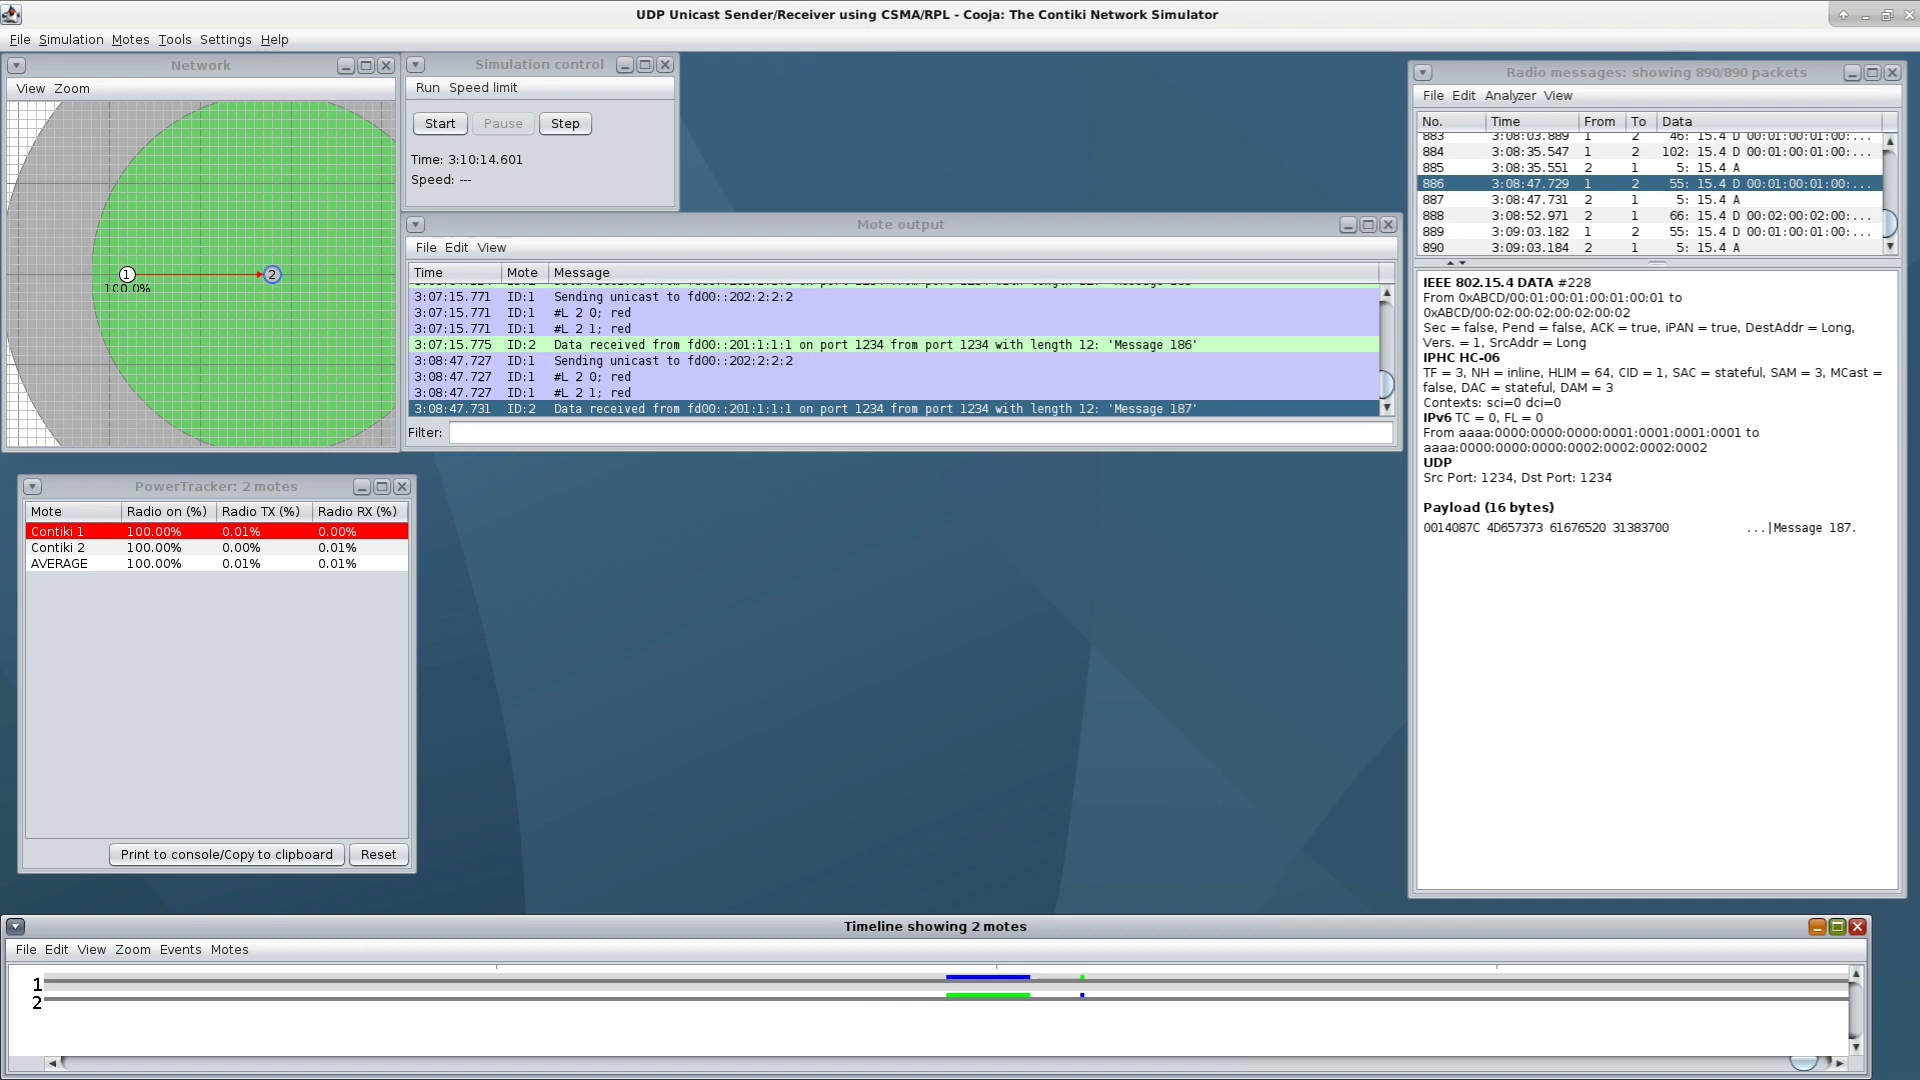 UDP Unicast Sender/Receiver using CSMA/RPL - Cooja: The Contiki Network Simulator
File Simulation Motes Tools Settings Help
Network
View Zoom
1
2
100.0%
Simulation control
Run Speed limit
Start Pause Step
Time: 3:10:14.601
Speed: ---
Mote output
File Edit View
Time Mote Message
3:07:15.771 ID:1 Sending unicast to fd00::202:2:2:2
3:07:15.771 ID:1 #L 2 0; red
3:07:15.771 ID:1 #L 2 1; red
3:07:15.775 ID:2 Data received from fd00::201:1:1:1 on port 1234 from port 1234 with length 12: 'Message 186'
3:08:47.727 ID:1 Sending unicast to fd00::202:2:2:2
3:08:47.727 ID:1 #L 2 0; red
3:08:47.727 ID:1 #L 2 1; red
3:08:47.731 ID:2 Data received from fd00::201:1:1:1 on port 1234 from port 1234 with length 12: 'Message 187'
Filter:
Radio messages: showing 890/890 packets
File Edit Analyzer View
No. Time From To Data
883 3:08:03.889 1 2 46: 15.4 D 00:01:00:01:00:...
884 3:08:35.547 1 2 102: 15.4 D 00:01:00:01:00:...
885 3:08:35.551 2 1 5: 15.4 A
886 3:08:47.729 1 2 55: 15.4 D 00:01:00:01:00:...
887 3:08:47.731 2 1 5: 15.4 A
888 3:08:52.971 2 1 66: 15.4 D 00:02:00:02:00:...
889 3:09:03.182 1 2 55: 15.4 D 00:01:00:01:00:...
890 3:09:03.184 2 1 5: 15.4 A
IEEE 802.15.4 DATA #228
From 0xABCD/00:01:00:01:00:01:00:01 to
0xABCD/00:02:00:02:00:02:00:02
Sec = false, Pend = false, ACK = true, iPAN = true, DestAddr = Long,
Vers. = 1, SrcAddr = Long
IPHC HC-06
TF = 3, NH = inline, HLIM = 64, CID = 1, SAC = stateful, SAM = 3, MCast =
false, DAC = stateful, DAM = 3
Contexts: sci=0 dci=0
IPv6 TC = 0, FL = 0
From aaaa:0000:0000:0000:0001:0001:0001:0001 to
aaaa:0000:0000:0000:0002:0002:0002:0002
UDP
Src Port: 1234, Dst Port: 1234
Payload (16 bytes)
0014087C 4D657373 61676520 31383700 ...|Message 187.
PowerTracker: 2 motes
Mote Radio on (%) Radio TX (%) Radio RX (%)
Contiki 1 100.00% 0.01% 0.00%
Contiki 2 100.00% 0.00% 0.01%
AVERAGE 100.00% 0.01% 0.01%
Print to console/Copy to clipboard Reset
Timeline showing 2 motes
File Edit View Zoom Events Motes
1
2